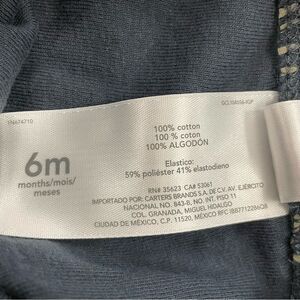 6m
months/mois/
meses
100% cotton
100 % coton
100% ALGODÓN
Elastico:
59% poliéster 41% elastodieno
RN# 35623 CA# 53061
IMPORTADO POR: CARTERS BRANDS S.A. DE C.V. AV. EJÉRCITO
NACIONAL NO. 843-B, NO. INT. PISO 11
COL. GRANADA, MIGUEL HIDALGO
CIUDAD DE MÉXICO, C.P. 11520, MÉXICO RFC